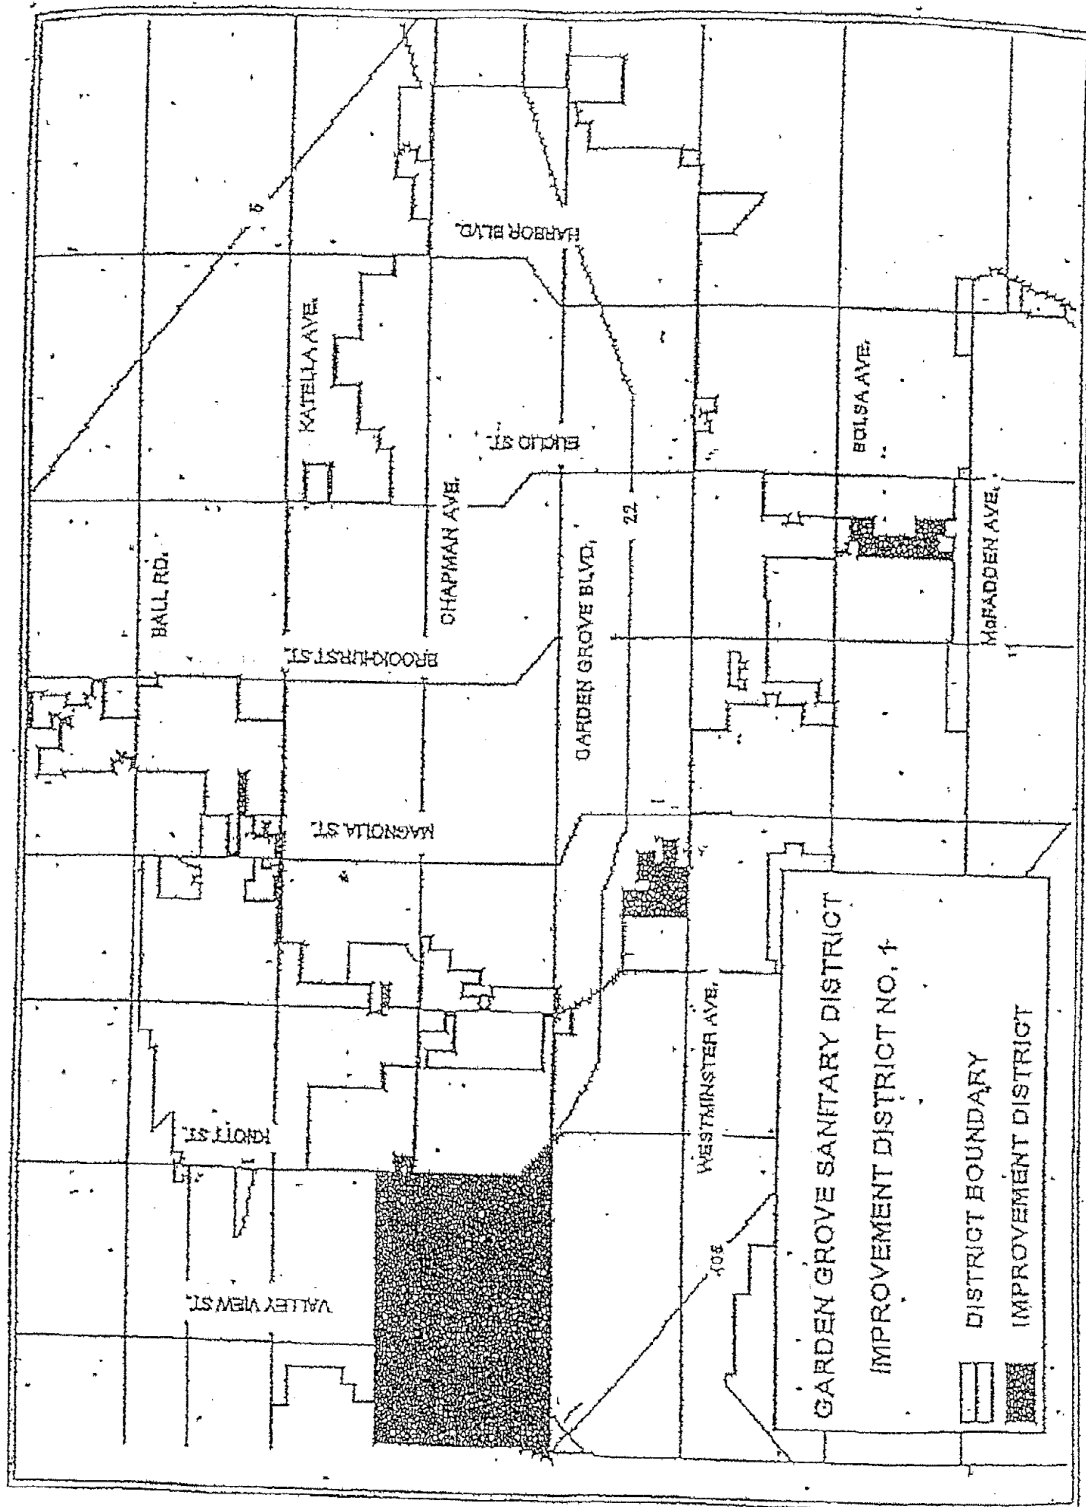 BALL RD.
KATELLA AVE.
CHAPMAN AVE.
GARDEN GROVE BLVD.
22
5
WESTMINSTER AVE.
BOLSA AVE.
McFADDEN AVE.
VALLEY VIEW ST.
KNOTT ST.
MAGNOLIA ST.
BROOKHURST ST.
EUCLID ST.
HARBOR BLVD.
GARDEN GROVE SANITARY DISTRICT
IMPROVEMENT DISTRICT NO. 1
DISTRICT BOUNDARY
IMPROVEMENT DISTRICT